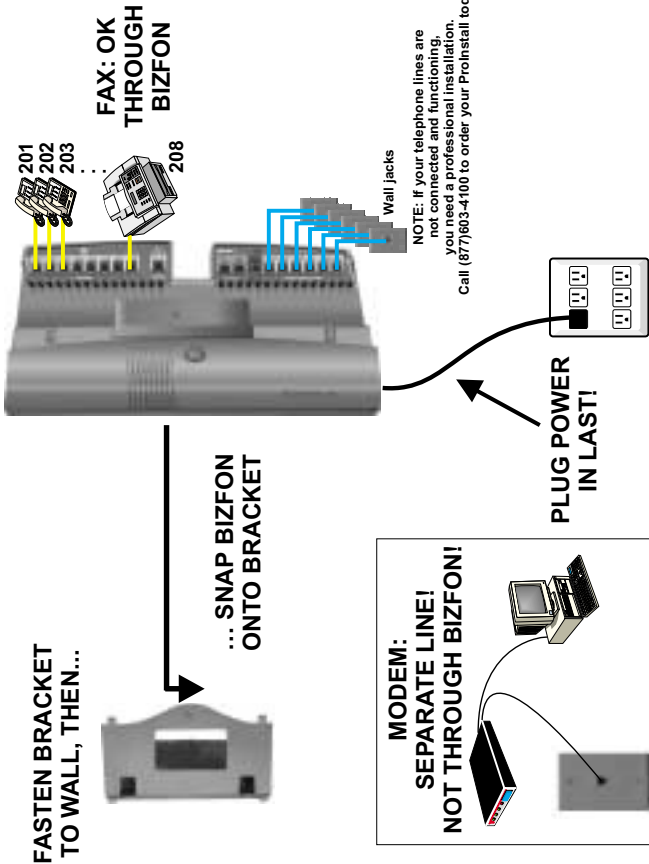 FASTEN BRACKET
TO WALL, THEN...
... SNAP BIZFON
ONTO BRACKET
201
202
203
. . .
208
FAX: OK
THROUGH
BIZFON
Wall jacks
NOTE: If your telephone lines are
not connected and functioning,
you need a professional installation.
Call (877)603-4100 to order your ProInstall
PLUG POWER
IN LAST!
MODEM:
SEPARATE LINE!
NOT THROUGH BIZFON!